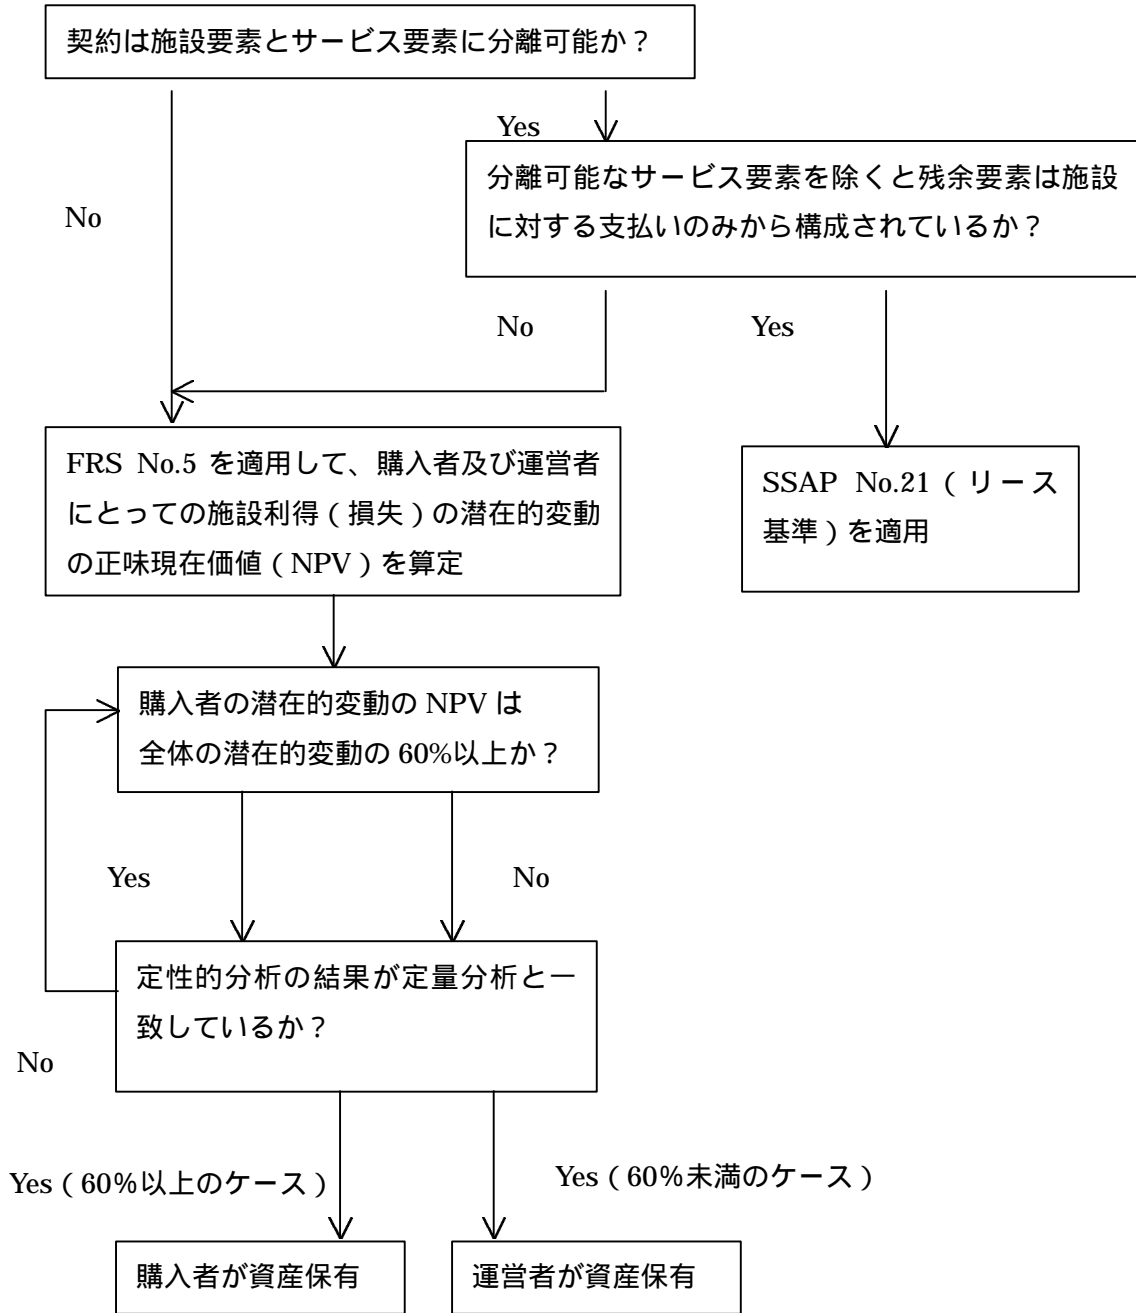 契約は施設要素とサービス要素に分離可能か？
Yes
分離可能なサービス要素を除くと残余要素は施設
に対する支払いのみから構成されているか？
No
No
Yes
FRS No.5 を適用して、購入者及び運営者
にとっての施設利得（損失）の潜在的変動
の正味現在価値（NPV）を算定
SSAP No.21（リース
基準）を適用
購入者の潜在的変動の NPV は
全体の潜在的変動の 60%以上か？
Yes
No
定性的分析の結果が定量分析と一
致しているか？
No
Yes（60%以上のケース）
Yes（60%未満のケース）
購入者が資産保有
運営者が資産保有